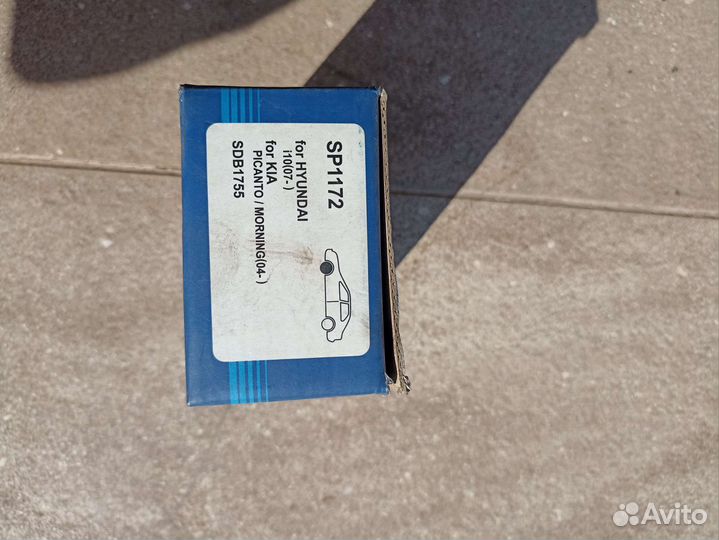 SP1172
for HYUNDAI
i10(07- )
for KIA
PICANTO / MORNING(04- )
SDB1755
Avito